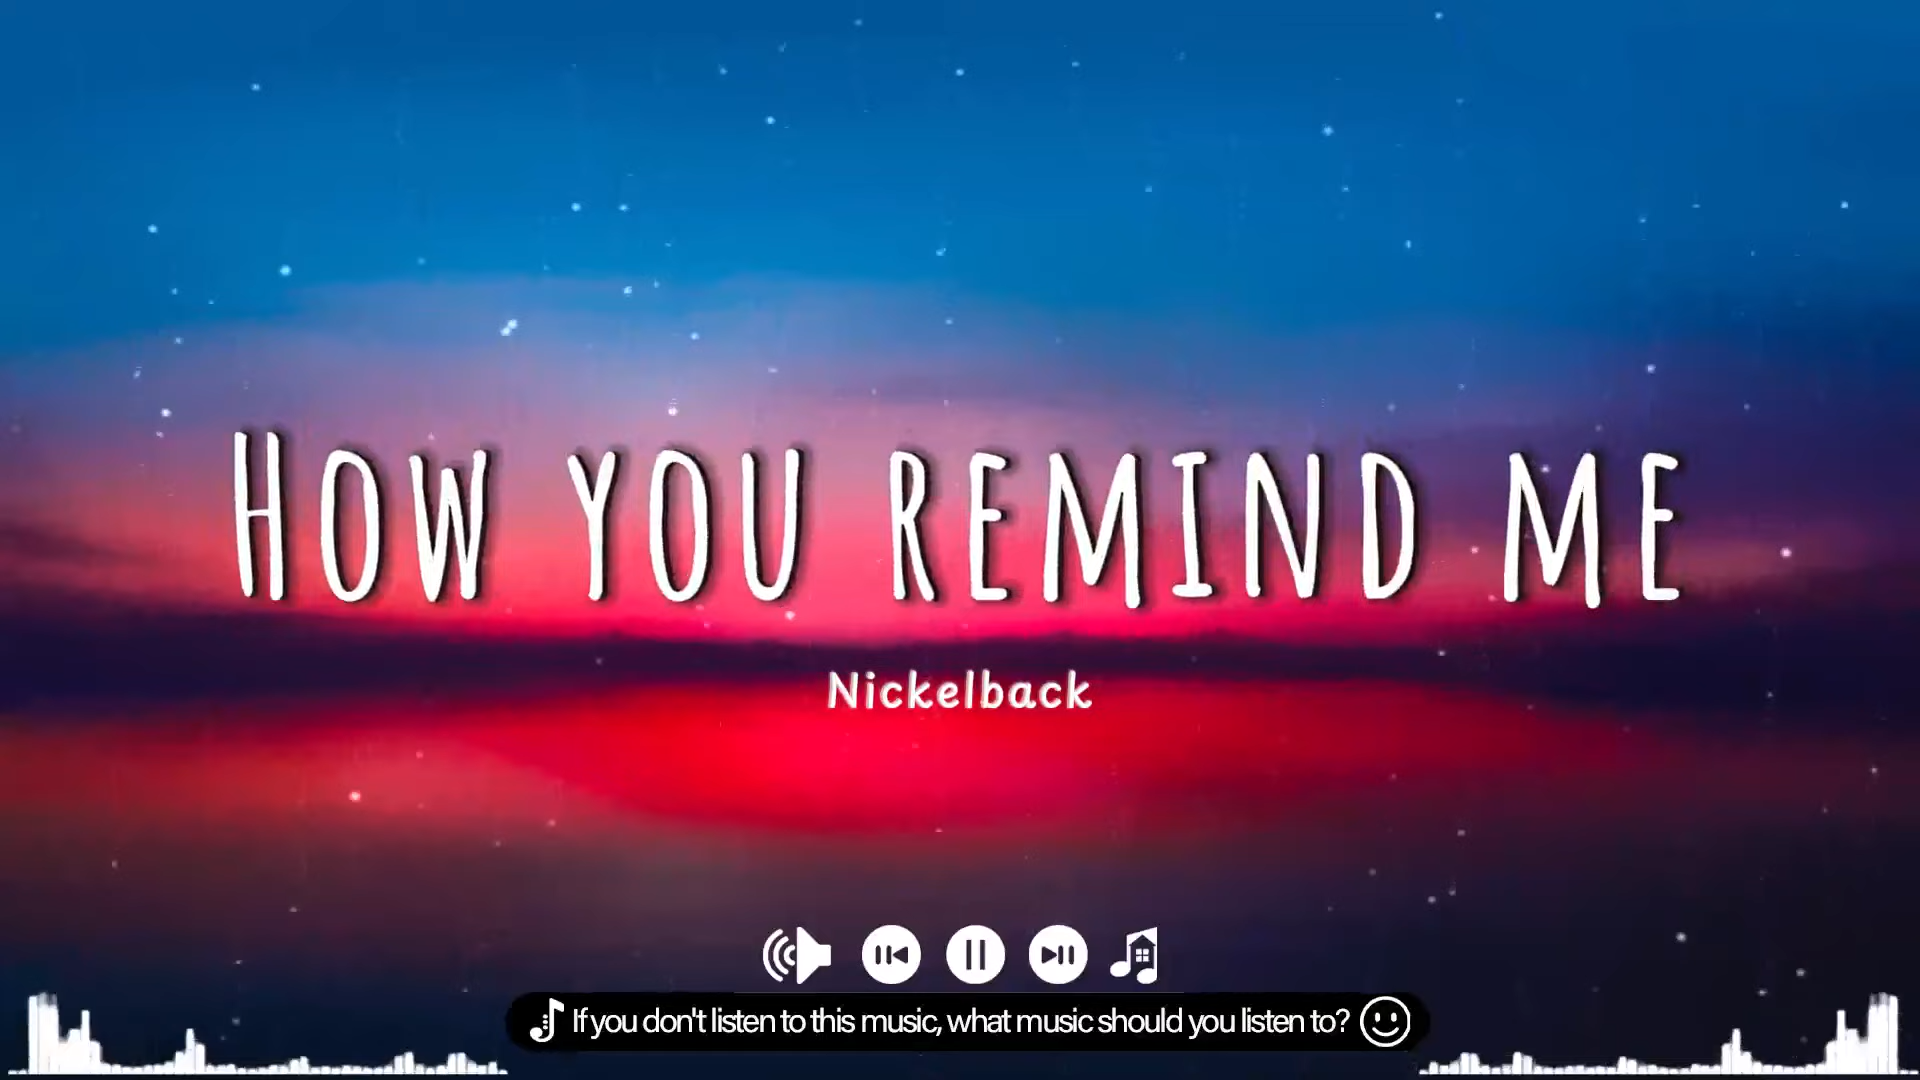 How you remind me
Nickelback
If you don't listen to this music, what music should you listen to?